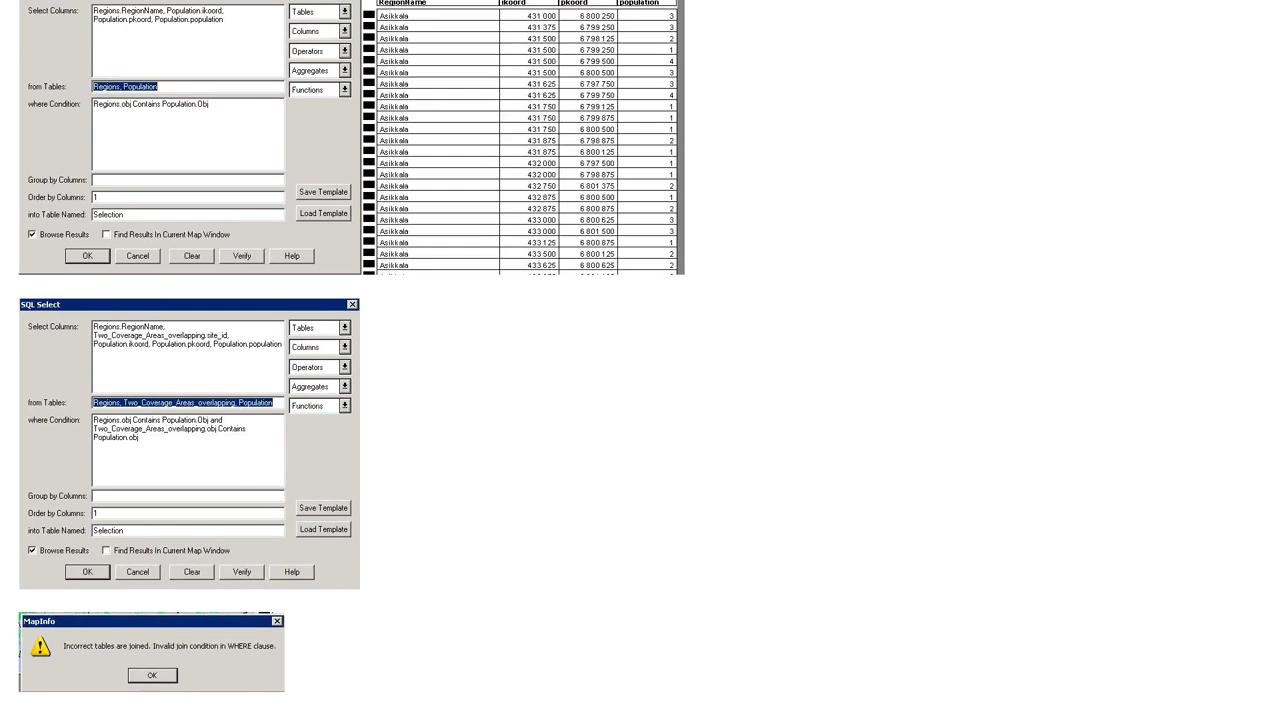 Select Columns:
Regions.RegionName, Population.ikoord,
Population.pkoord, Population.population
Tables
Columns
Operators
Aggregates
Functions
from Tables:
Regions, Population
where Condition:
Regions.obj Contains Population.Obj
Group by Columns:
Order by Columns:
1
into Table Named:
Selection
Save Template
Load Template
Browse Results
Find Results In Current Map Window
OK
Cancel
Clear
Verify
Help
RegionName ikoord pkoord population
Asikkala 431 000 6 800 250 3
Asikkala 431 375 6 799 250 3
Asikkala 431 500 6 798 125 2
Asikkala 431 500 6 799 250 1
Asikkala 431 500 6 799 500 4
Asikkala 431 500 6 800 500 3
Asikkala 431 625 6 797 750 3
Asikkala 431 625 6 799 750 4
Asikkala 431 750 6 799 125 1
Asikkala 431 750 6 799 875 1
Asikkala 431 750 6 800 500 1
Asikkala 431 875 6 798 875 2
Asikkala 431 875 6 800 125 1
Asikkala 432 000 6 797 500 1
Asikkala 432 000 6 798 875 1
Asikkala 432 750 6 801 375 2
Asikkala 432 875 6 800 500 1
Asikkala 432 875 6 800 875 2
Asikkala 433 000 6 800 625 3
Asikkala 433 000 6 801 500 3
Asikkala 433 125 6 800 875 1
Asikkala 433 500 6 800 125 2
Asikkala 433 625 6 800 625 2
SQL Select
Select Columns:
Regions.RegionName,
Two_Coverage_Areas_overlapping.site_id,
Population.ikoord, Population.pkoord, Population.population
Tables
Columns
Operators
Aggregates
Functions
from Tables:
Regions, Two_Coverage_Areas_overlapping, Population
where Condition:
Regions.obj Contains Population.Obj and
Two_Coverage_Areas_overlapping.obj Contains
Population.obj
Group by Columns:
Order by Columns:
1
into Table Named:
Selection
Save Template
Load Template
Browse Results
Find Results In Current Map Window
OK
Cancel
Clear
Verify
Help
MapInfo
Incorrect tables are joined. Invalid join condition in WHERE clause.
OK